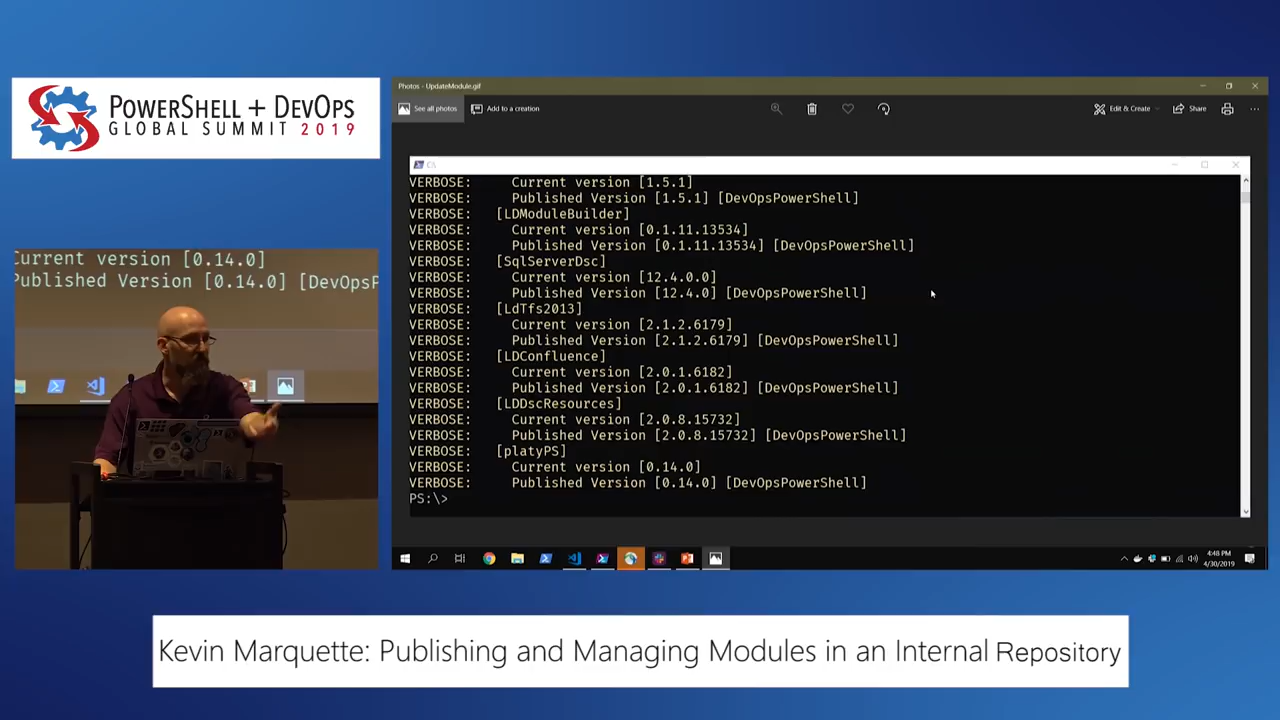 POWERSHELL + DEVOPS
GLOBAL SUMMIT 2019
Current version [0.14.0]
Published Version [0.14.0] [DevOpsP
Photos - UpdateModule.gif
See all photos
Add to a creation
Edit & Create
Share
VERBOSE: Current version [1.5.1]
VERBOSE: Published Version [1.5.1] [DevOpsPowerShell]
VERBOSE: [LDModuleBuilder]
VERBOSE: Current version [0.1.11.13534]
VERBOSE: Published Version [0.1.11.13534] [DevOpsPowerShell]
VERBOSE: [SqlServerDsc]
VERBOSE: Current version [12.4.0.0]
VERBOSE: Published Version [12.4.0] [DevOpsPowerShell]
VERBOSE: [LdTfs2013]
VERBOSE: Current version [2.1.2.6179]
VERBOSE: Published Version [2.1.2.6179] [DevOpsPowerShell]
VERBOSE: [LDConfluence]
VERBOSE: Current version [2.0.1.6182]
VERBOSE: Published Version [2.0.1.6182] [DevOpsPowerShell]
VERBOSE: [LDDscResources]
VERBOSE: Current version [2.0.8.15732]
VERBOSE: Published Version [2.0.8.15732] [DevOpsPowerShell]
VERBOSE: [platyPS]
VERBOSE: Current version [0.14.0]
VERBOSE: Published Version [0.14.0] [DevOpsPowerShell]
PS:\>
4:48 PM
4/30/2019
Kevin Marquette: Publishing and Managing Modules in an Internal Repository